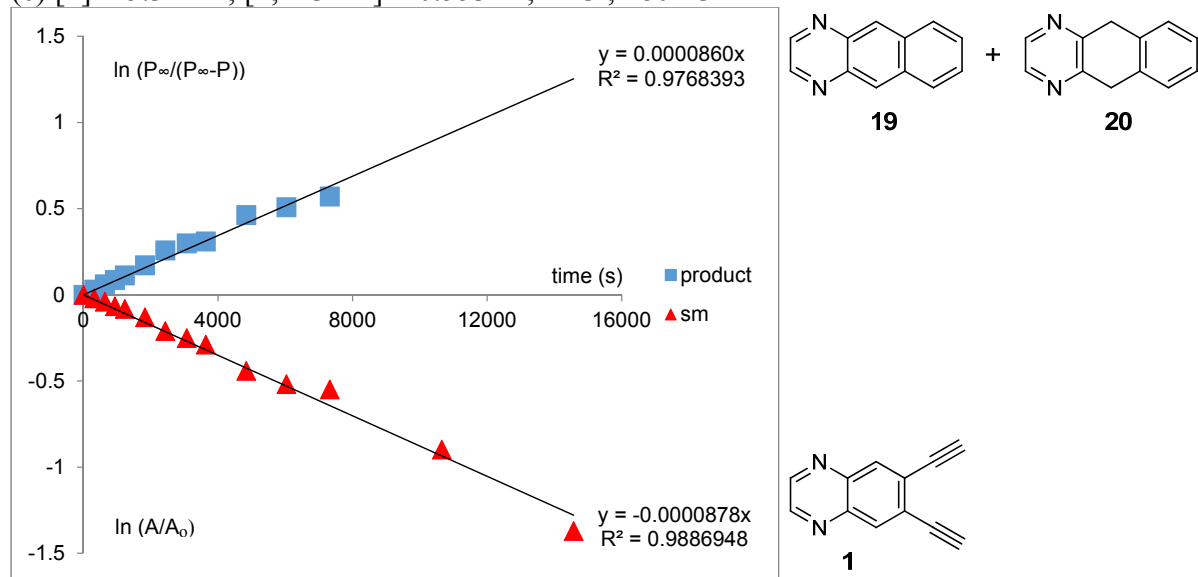 1.5
ln (P∞/(P∞-P))
y = 0.0000860x
R² = 0.9768393
1
0.5
time (s)
product
0
0
4000
8000
12000
16000
sm
-0.5
-1
ln (A/Aₒ)
y = -0.0000878x
R² = 0.9886948
-1.5
N
N
19
+
N
N
20
N
N
1